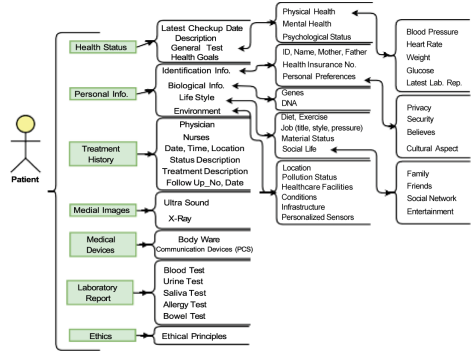 Patient
Health Status
Personal Info.
Treatment
History
Medial Images
Medical
Devices
Laboratory
Report
Ethics
Latest Checkup Date
Description
General Test
Health Goals
Identification Info.
Biological Info.
Life Style
Environment
Physician
Nurses
Date, Time, Location
Status Description
Treatment Description
Follow Up_No, Date
Ultra Sound
X-Ray
Body Ware
Communication Devices (PCS)
Blood Test
Urine Test
Saliva Test
Allergy Test
Bowel Test
Ethical Principles
Physical Health
Mental Health
Psychological Status
ID, Name, Mother, Father
Health Insurance No.
Personal Preferences
Genes
DNA
Diet, Exercise
Job (title, style, pressure)
Material Status
Social Life
Location
Pollution Status
Healthcare Facilities
Conditions
Infrastructure
Personalized Sensors
Blood Pressure
Heart Rate
Weight
Glucose
Latest Lab. Rep.
Privacy
Security
Believes
Cultural Aspect
Family
Friends
Social Network
Entertainment